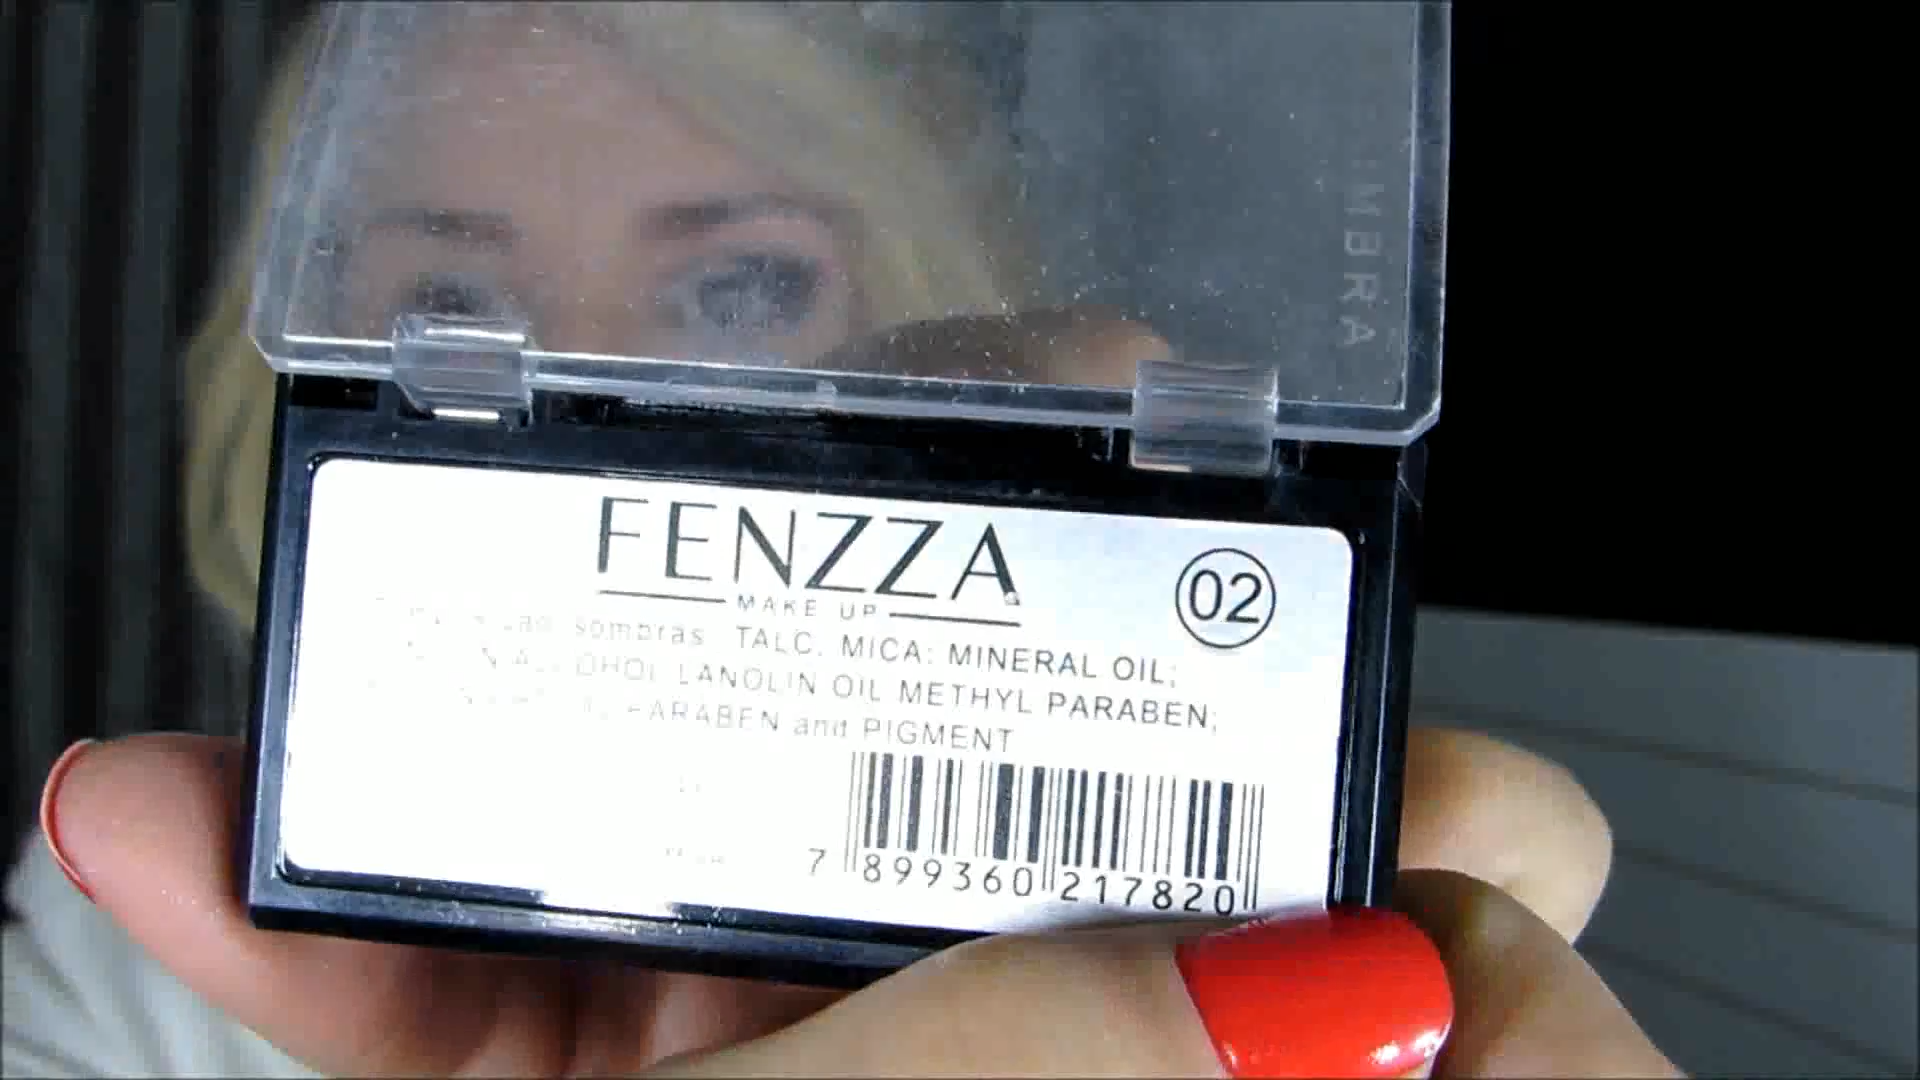 MBRA
FENZZA
MAKE UP
02
sombras TALC, MICA; MINERAL OIL;
LANOLIN OIL METHYL PARABEN;
PARABEN and PIGMENT
7 899360 217820